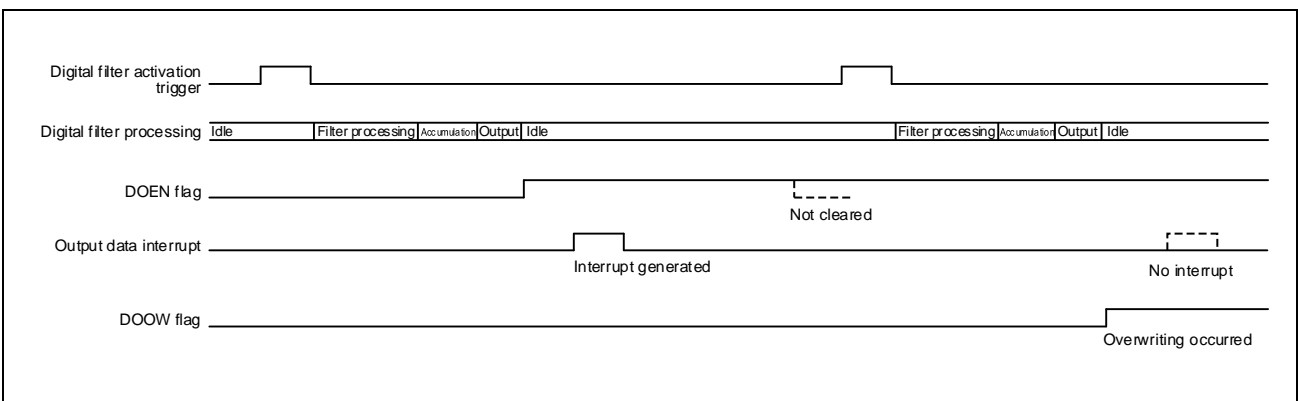 Digital filter activation
trigger
Digital filter processing Idle Filter processing Accumulation Output Idle Filter processing Accumulation Output Idle
DOEN flag
Not cleared
Output data interrupt
Interrupt generated
No interrupt
DOOW flag
Overwriting occurred